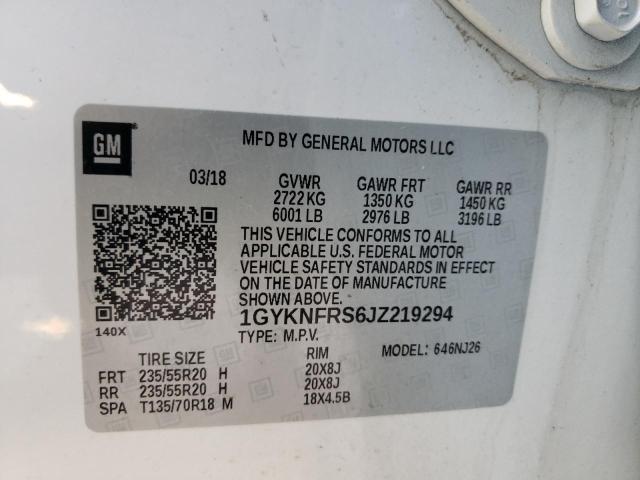 GM
MFD BY GENERAL MOTORS LLC
03/18 GVWR GAWR FRT GAWR RR
2722 KG 1350 KG 1450 KG
6001 LB 2976 LB 3196 LB
THIS VEHICLE CONFORMS TO ALL
APPLICABLE U.S. FEDERAL MOTOR
VEHICLE SAFETY STANDARDS IN EFFECT
ON THE DATE OF MANUFACTURE
SHOWN ABOVE.
1GYKNFRS6JZ219294
140X
TYPE: M.P.V. MODEL: 646NJ26
TIRE SIZE RIM
FRT 235/55R20 H 20X8J
RR 235/55R20 H 20X8J
SPA T135/70R18 M 18X4.5B